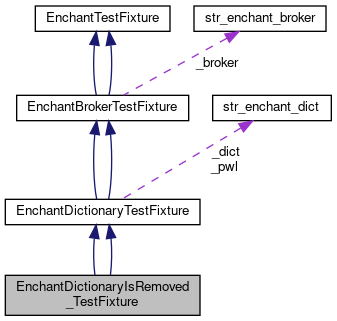 EnchantTestFixture
str_enchant_broker
_broker
EnchantBrokerTestFixture
str_enchant_dict
_dict
_pwl
EnchantDictionaryTestFixture
EnchantDictionaryIsRemoved
_TestFixture